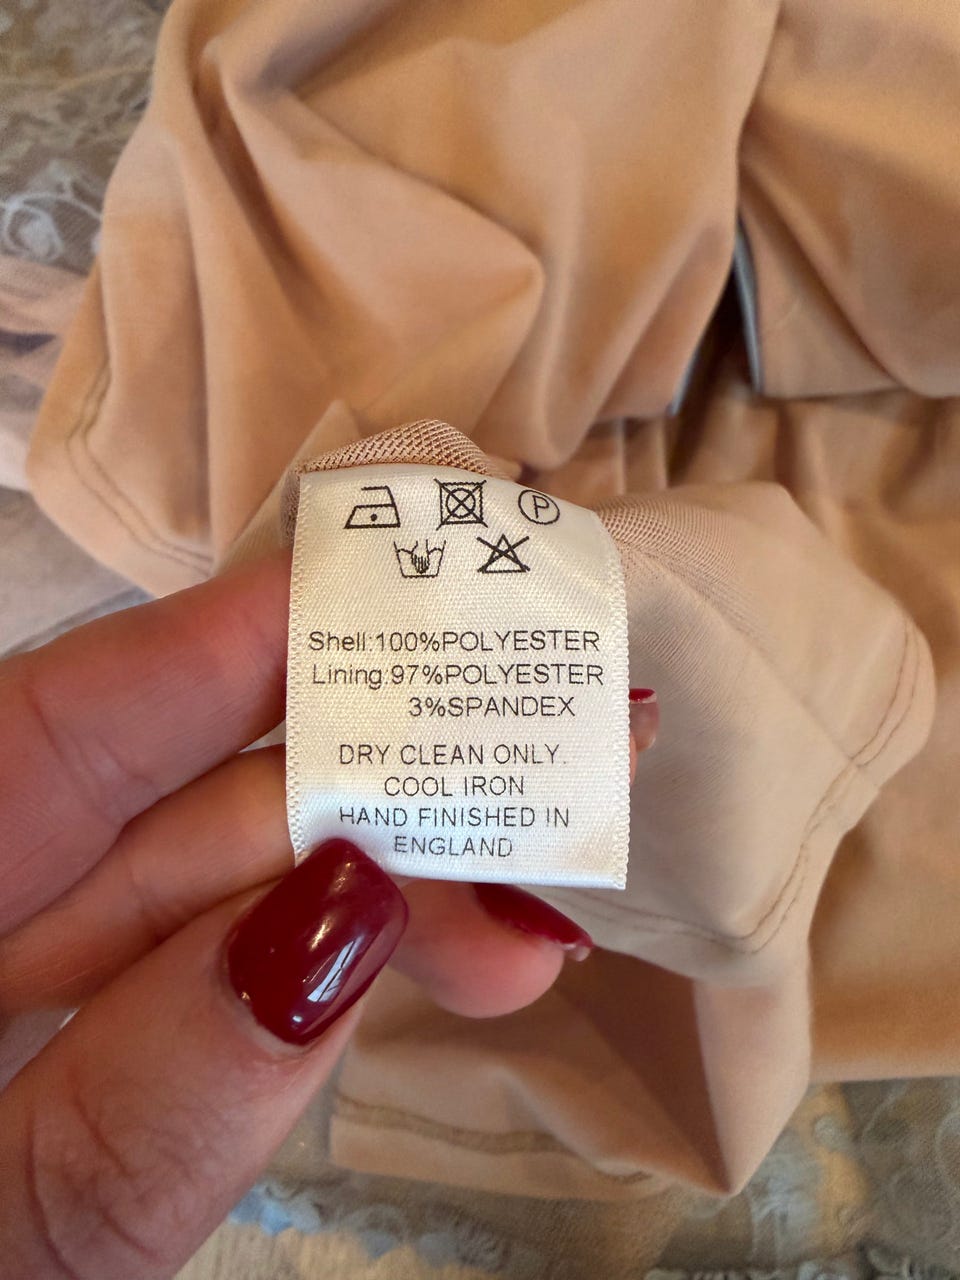 P
Shell:100%POLYESTER
Lining:97%POLYESTER
3%SPANDEX
DRY CLEAN ONLY.
COOL IRON
HAND FINISHED IN
ENGLAND